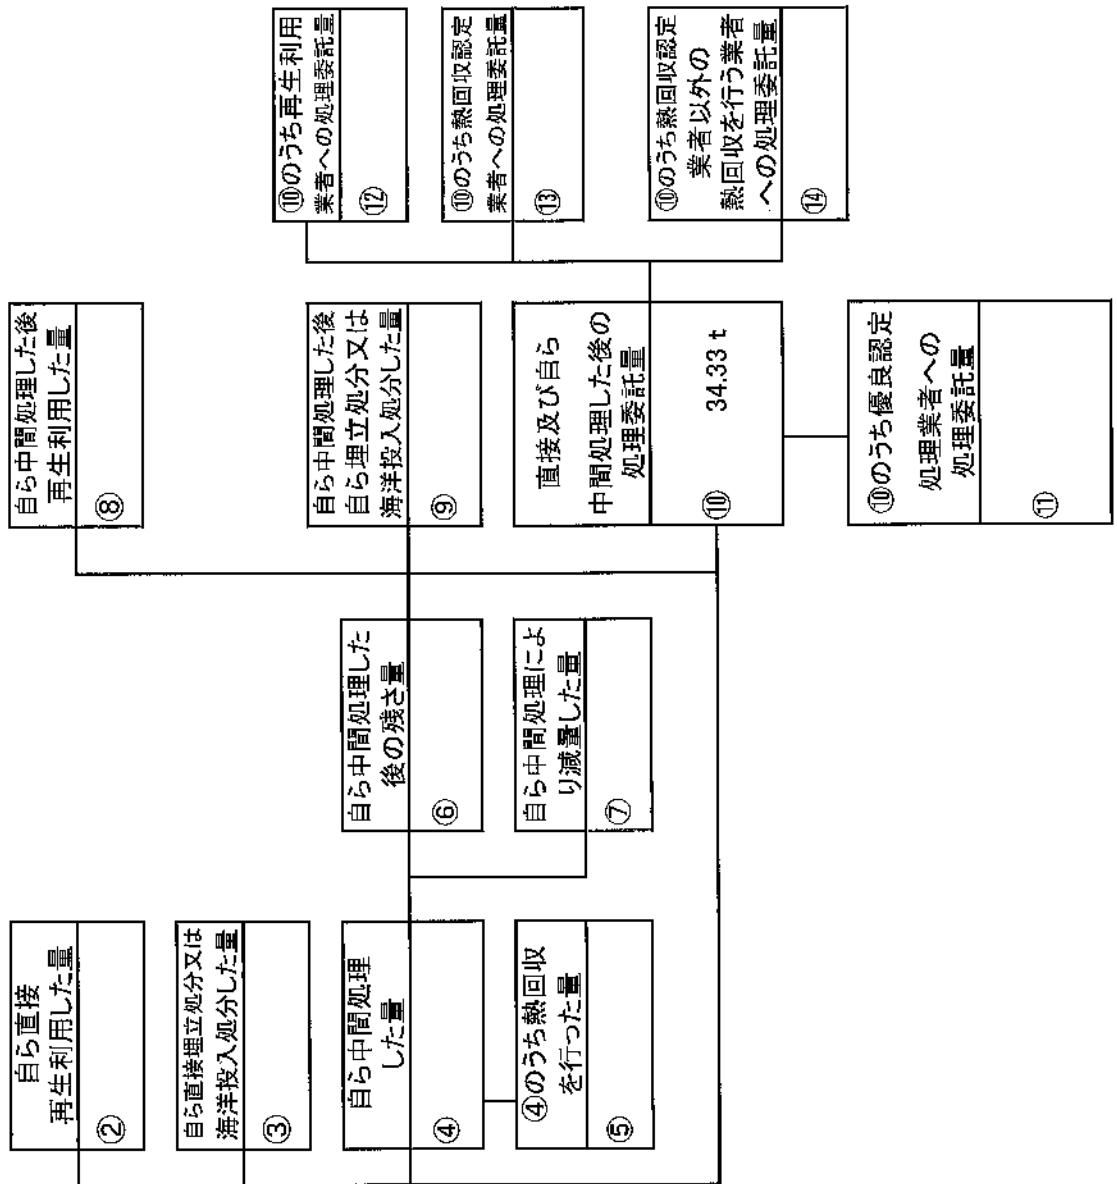 自ら直接
再生利用した量
②
自ら直接埋立処分又は
海洋投入処分した量
③
自ら中間処理
した量
④
④のうち熱回収
を行った量
⑤
自ら中間処理した
後の残さ量
⑥
自ら中間処理によ
り減量した量
⑦
自ら中間処理した後
再生利用した量
⑧
自ら中間処理した後
自ら埋立処分又は
海洋投入処分した量
⑨
直接及び自ら
中間処理した後の
処理委託量
⑩ 34.33 t
⑩のうち優良認定
処理業者への
処理委託量
⑪
⑩のうち再生利用
業者への処理委託量
⑫
⑩のうち熱回収認定
業者への処理委託量
⑬
⑩のうち熱回収認定
業者以外の
熱回収を行う業者
への処理委託量
⑭